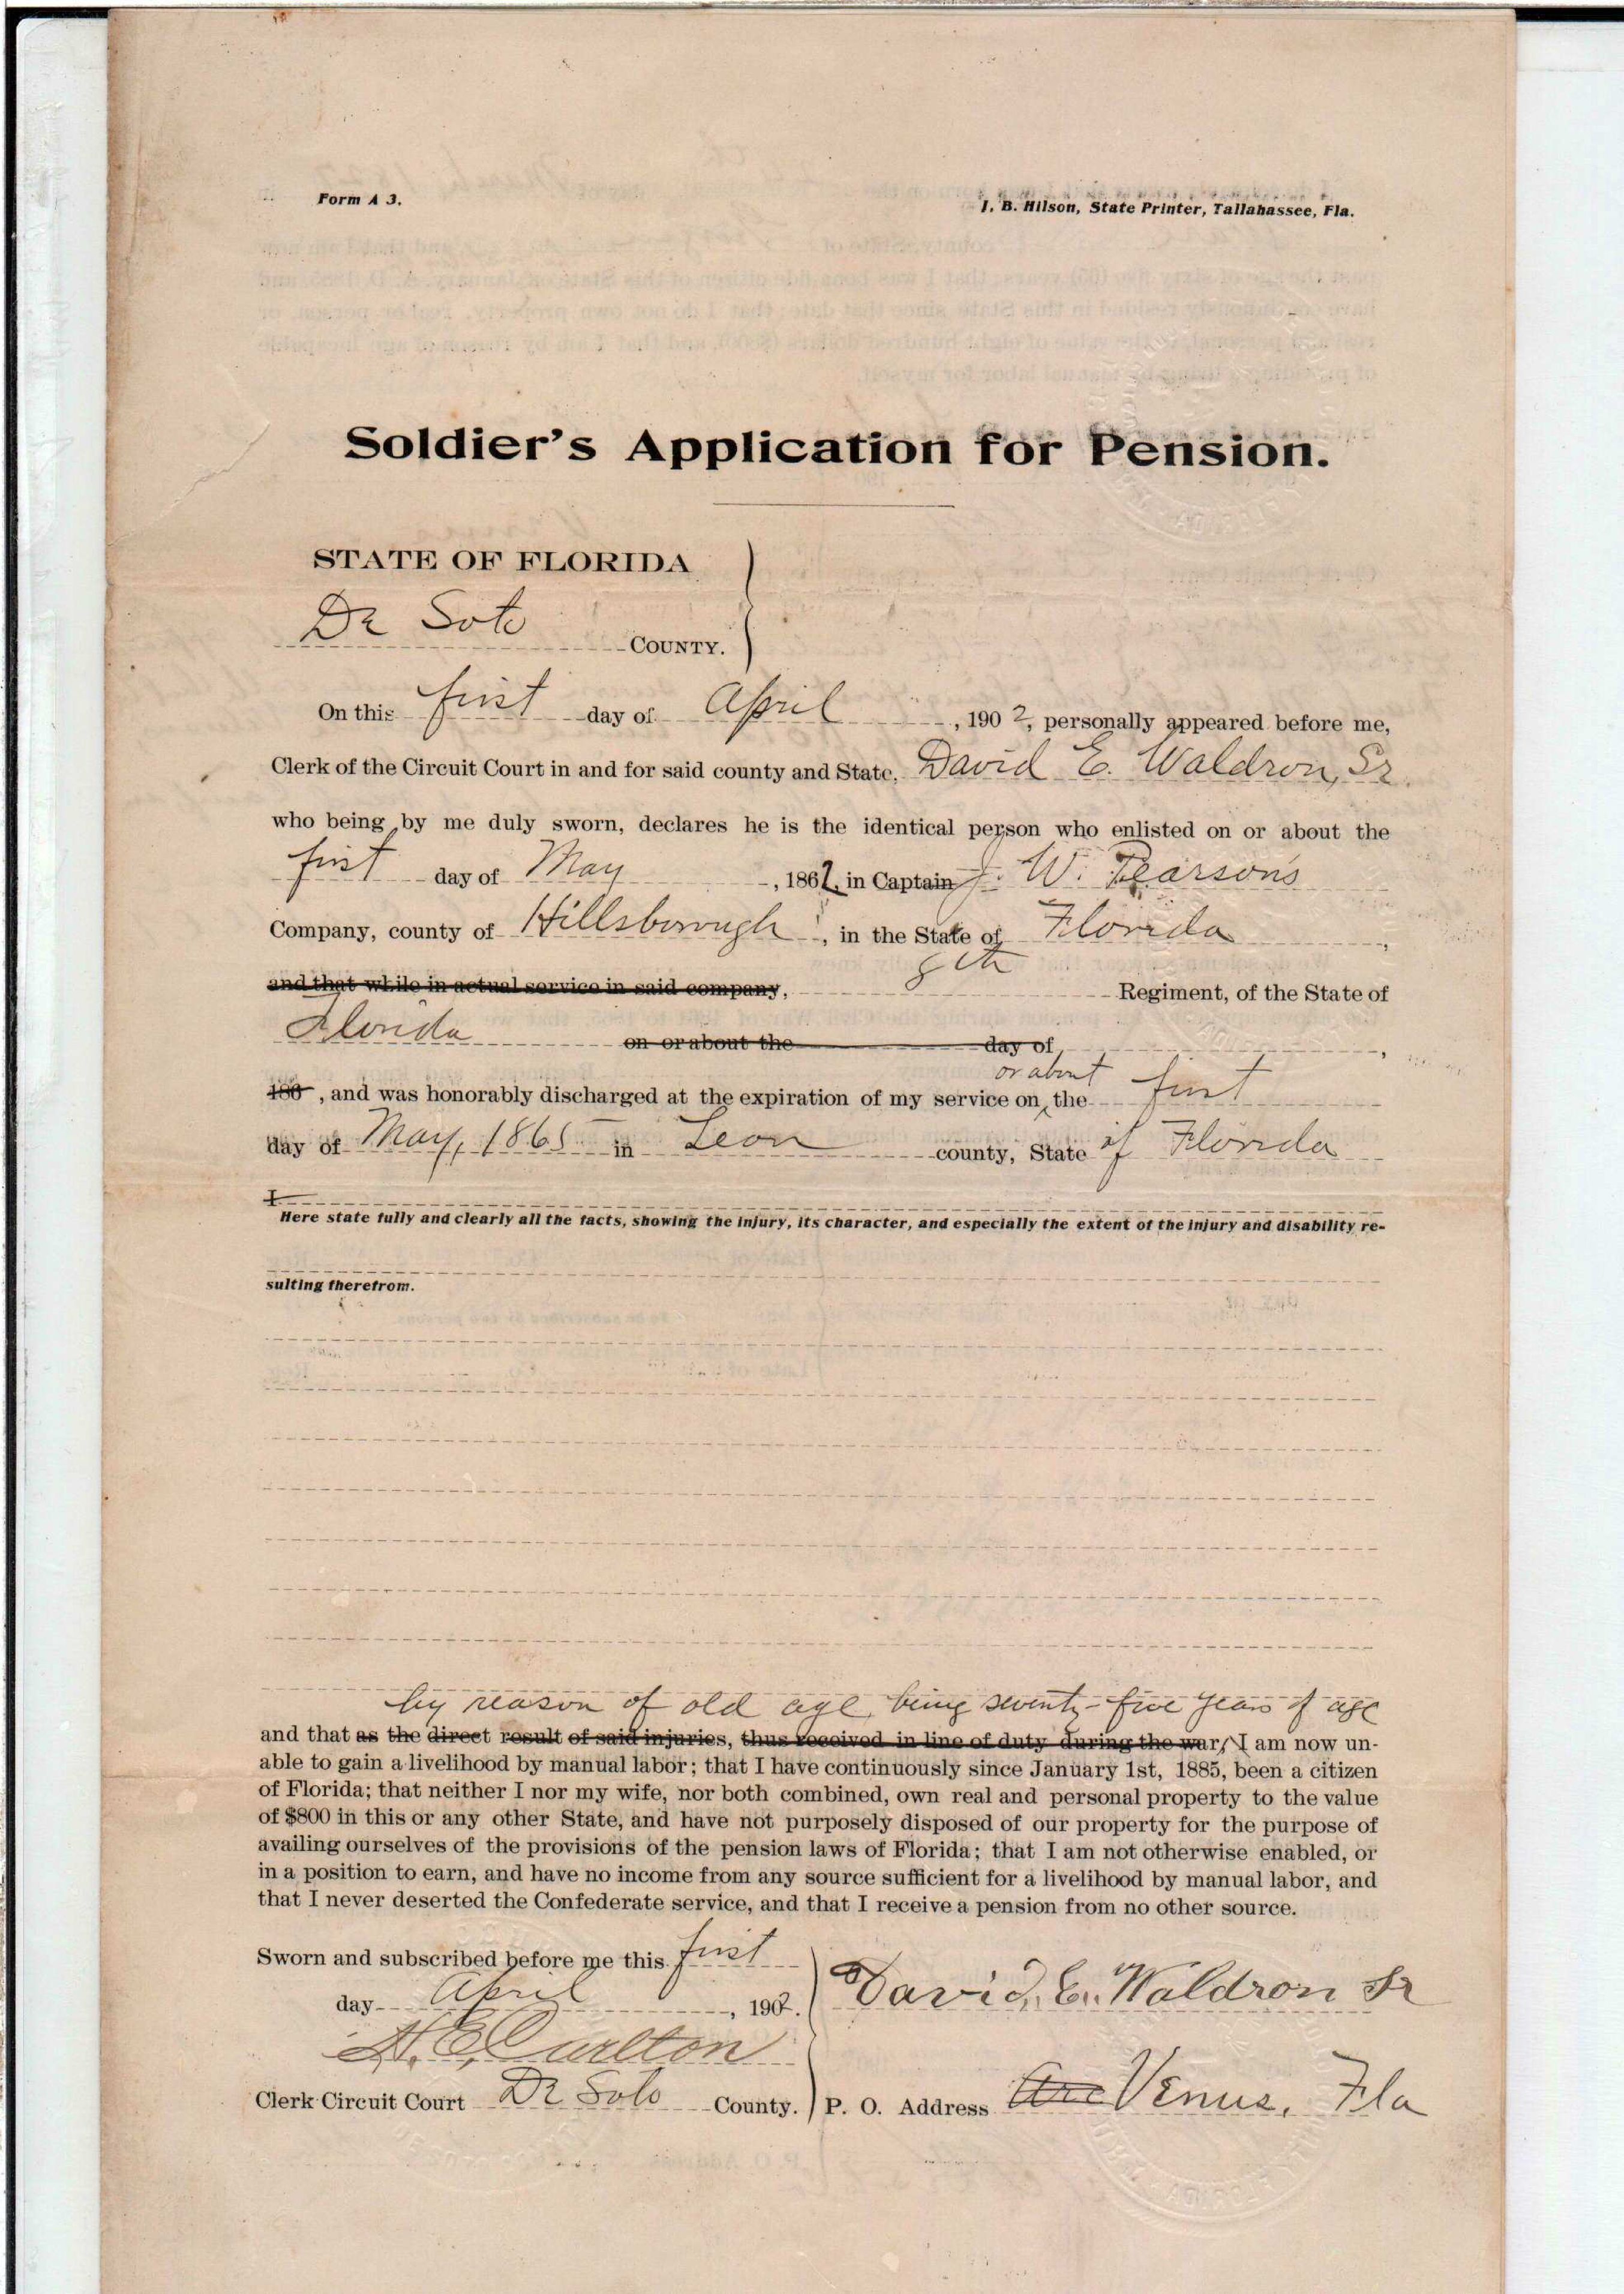 Form A 3.
I. B. Hilson, State Printer, Tallahassee, Fla.
Soldier's Application for Pension.
STATE OF FLORIDA
De Soto COUNTY.
On this first day of April, 1902, personally appeared before me,
Clerk of the Circuit Court in and for said county and State, David E. Waldron, Sr
who being by me duly sworn, declares he is the identical person who enlisted on or about the
first day of May, 1862, in Captain J. W. Pearson's
Company, county of Hillsborough, in the State of Florida,
and that while in actual service in said company, 8th Regiment, of the State of
Florida on or about the day of,
or about
186 , and was honorably discharged at the expiration of my service on the first
day of May, 1865 in Leon county, State of Florida
I
Here state fully and clearly all the facts, showing the injury, its character, and especially the extent of the injury and disability re-
sulting therefrom.
by reason of old age, being seventy-five years of age
and that as the direct result of said injuries, thus received in line of duty during the war, I am now un-
able to gain a livelihood by manual labor; that I have continuously since January 1st, 1885, been a citizen
of Florida; that neither I nor my wife, nor both combined, own real and personal property to the value
of $800 in this or any other State, and have not purposely disposed of our property for the purpose of
availing ourselves of the provisions of the pension laws of Florida; that I am not otherwise enabled, or
in a position to earn, and have no income from any source sufficient for a livelihood by manual labor, and
that I never deserted the Confederate service, and that I receive a pension from no other source.
Sworn and subscribed before me this first
day April, 1902.
David, E. Waldron Sr
A. E. Carlton
Clerk Circuit Court De Soto County.
P. O. Address Venus, Fla